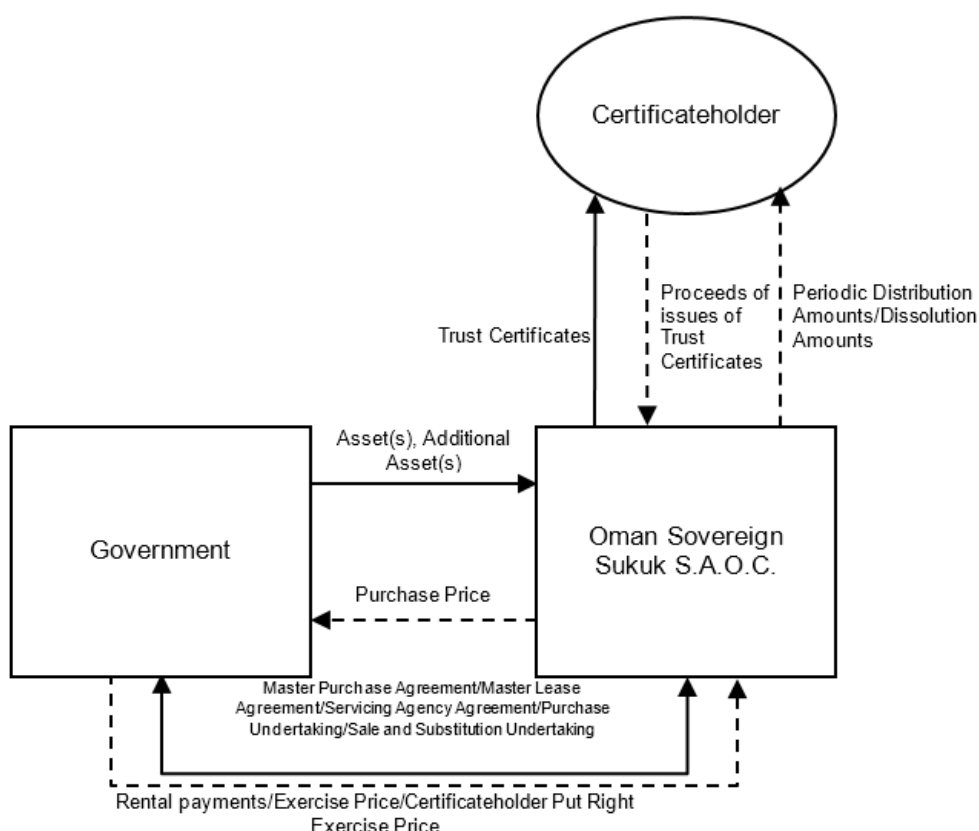 Certificateholder
Trust Certificates
Proceeds of
issues of
Trust
Certificates
Periodic Distribution
Amounts/Dissolution
Amounts
Asset(s), Additional
Asset(s)
Government
Oman Sovereign
Sukuk S.A.O.C.
Purchase Price
Master Purchase Agreement/Master Lease
Agreement/Servicing Agency Agreement/Purchase
Undertaking/Sale and Substitution Undertaking
Rental payments/Exercise Price/Certificateholder Put Right
Exercise Price